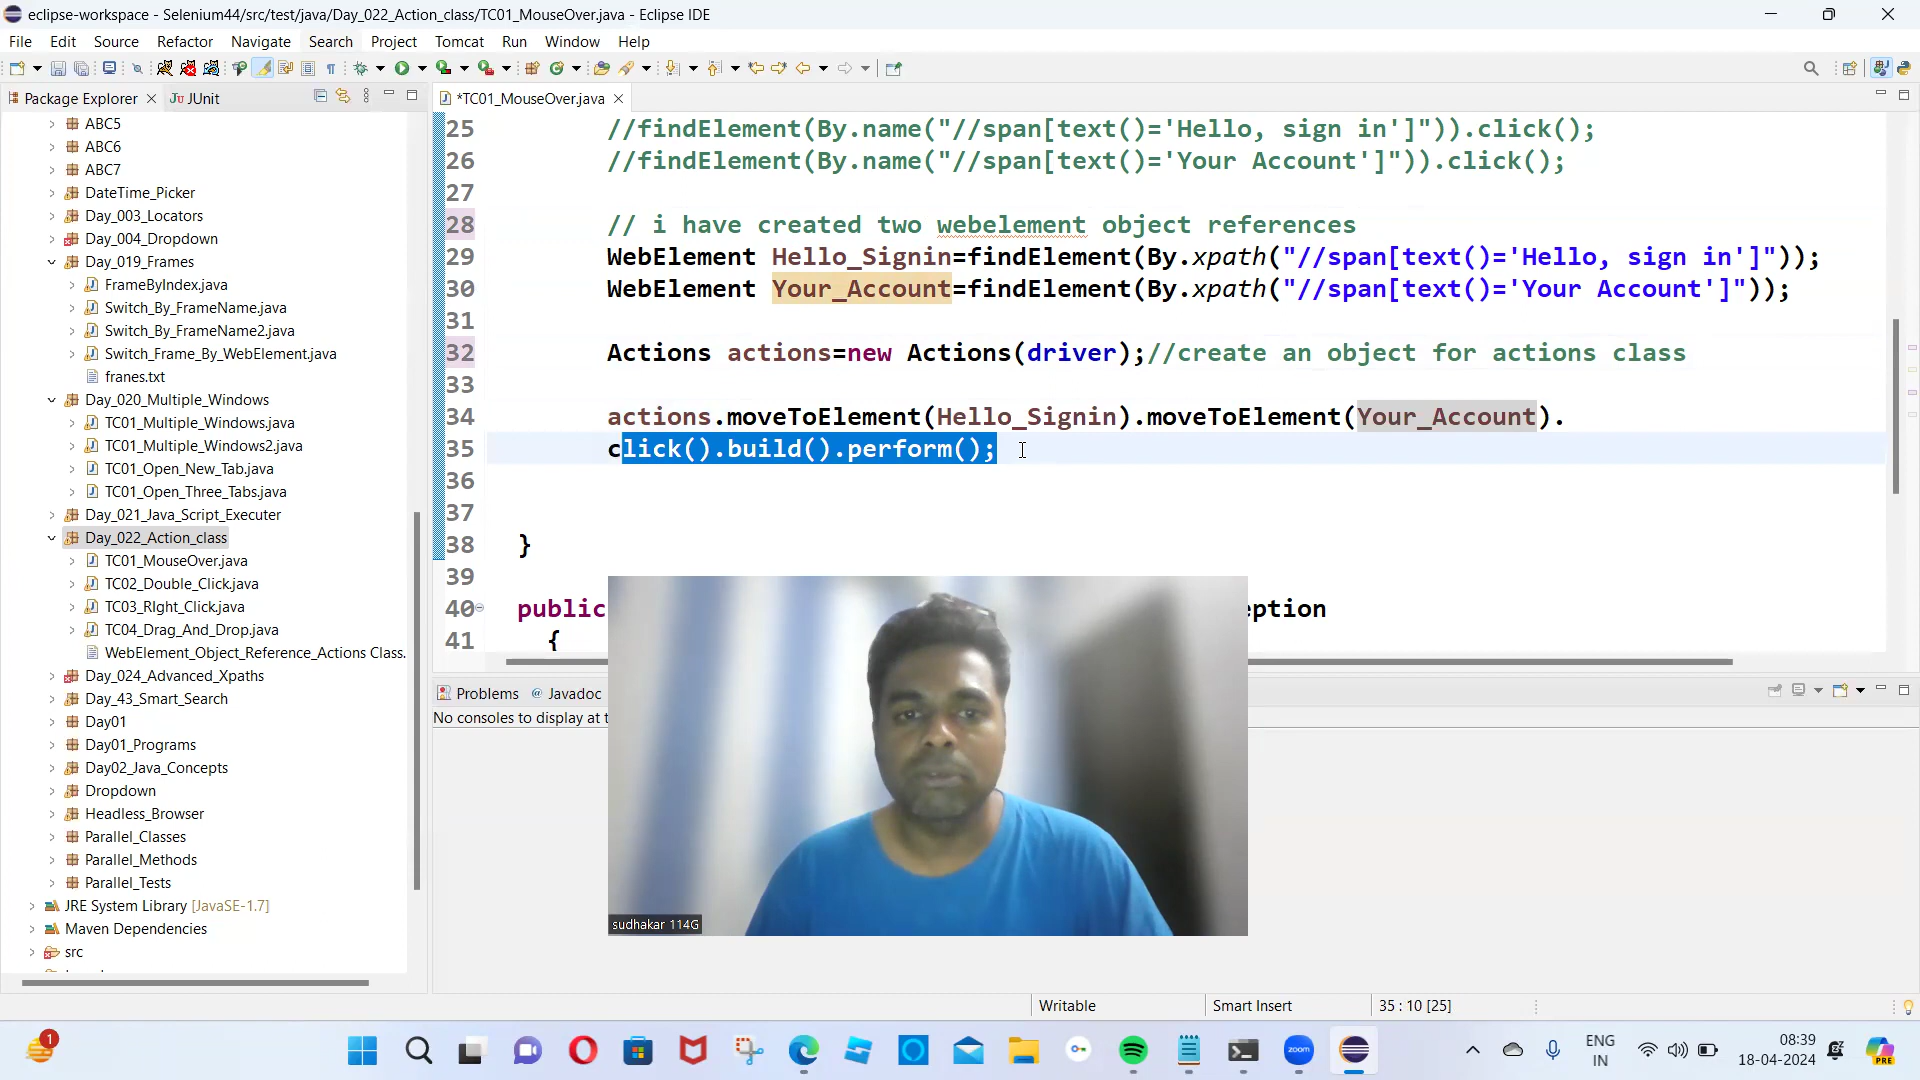 eclipse-workspace - Selenium44/src/test/java/Day_022_Action_class/TC01_MouseOver.java - Eclipse IDE
File Edit Source Refactor Navigate Search Project Tomcat Run Window Help
Package Explorer JUnit
*TC01_MouseOver.java
ABC5
ABC6
ABC7
DateTime_Picker
Day_003_Locators
Day_004_Dropdown
Day_019_Frames
FrameByIndex.java
Switch_By_FrameName.java
Switch_By_FrameName2.java
Switch_Frame_By_WebElement.java
franes.txt
Day_020_Multiple_Windows
TC01_Multiple_Windows.java
TC01_Multiple_Windows2.java
TC01_Open_New_Tab.java
TC01_Open_Three_Tabs.java
Day_021_Java_Script_Executer
Day_022_Action_class
TC01_MouseOver.java
TC02_Double_Click.java
TC03_RIght_Click.java
TC04_Drag_And_Drop.java
WebElement_Object_Reference_Actions Class.
Day_024_Advanced_Xpaths
Day_43_Smart_Search
Day01
Day01_Programs
Day02_Java_Concepts
Dropdown
Headless_Browser
Parallel_Classes
Parallel_Methods
Parallel_Tests
JRE System Library [JavaSE-1.7]
Maven Dependencies
src
25 //findElement(By.name("//span[text()='Hello, sign in']")).click();
26 //findElement(By.name("//span[text()='Your Account']")).click();
27
28 // i have created two webelement object references
29 WebElement Hello_Signin=findElement(By.xpath("//span[text()='Hello, sign in']"));
30 WebElement Your_Account=findElement(By.xpath("//span[text()='Your Account']"));
31
32 Actions actions=new Actions(driver);//create an object for actions class
33
34 actions.moveToElement(Hello_Signin).moveToElement(Your_Account).
35 click().build().perform();
36
37
38 }
39
40 public eption
41 {
Problems @ Javadoc
No consoles to display at t
sudhakar 114G
Writable Smart Insert 35 : 10 [25]
1
zoom
ENG
IN
08:39
18-04-2024
PRE